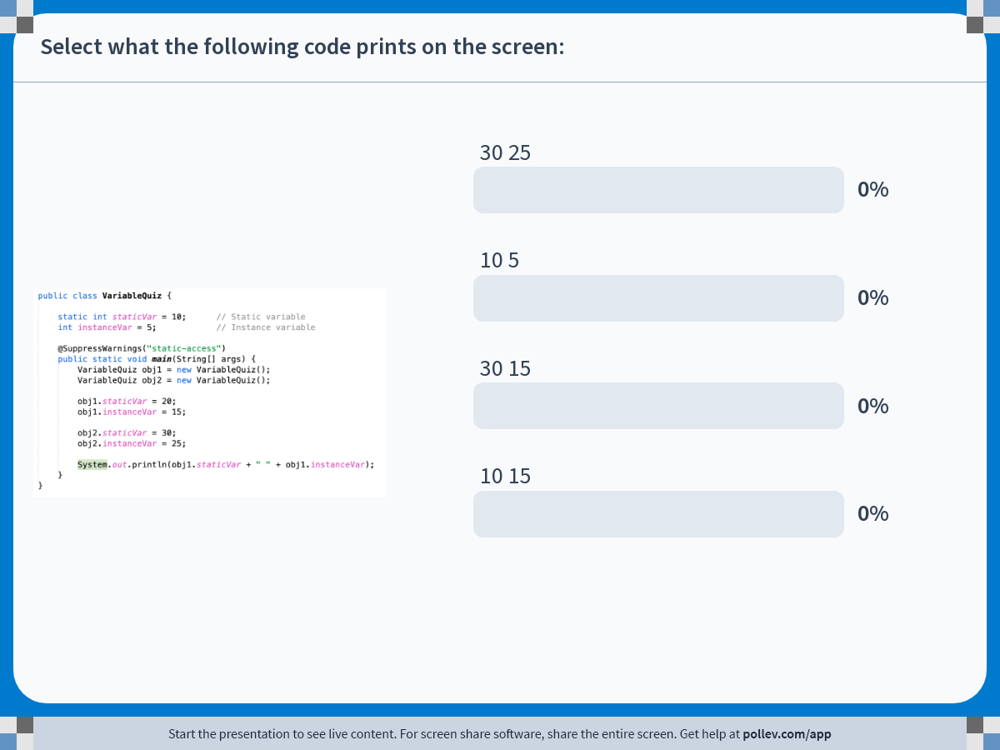 Select what the following code prints on the screen:
public class VariableQuiz {
static int staticVar = 10; // Static variable
int instanceVar = 5; // Instance variable
@SuppressWarnings("static-access")
public static void main(String[] args) {
VariableQuiz obj1 = new VariableQuiz();
VariableQuiz obj2 = new VariableQuiz();
obj1.staticVar = 20;
obj1.instanceVar = 15;
obj2.staticVar = 30;
obj2.instanceVar = 25;
System.out.println(obj1.staticVar + " " + obj1.instanceVar);
}
}
30 25
0%
10 5
0%
30 15
0%
10 15
0%
Start the presentation to see live content. For screen share software, share the entire screen. Get help at pollev.com/app